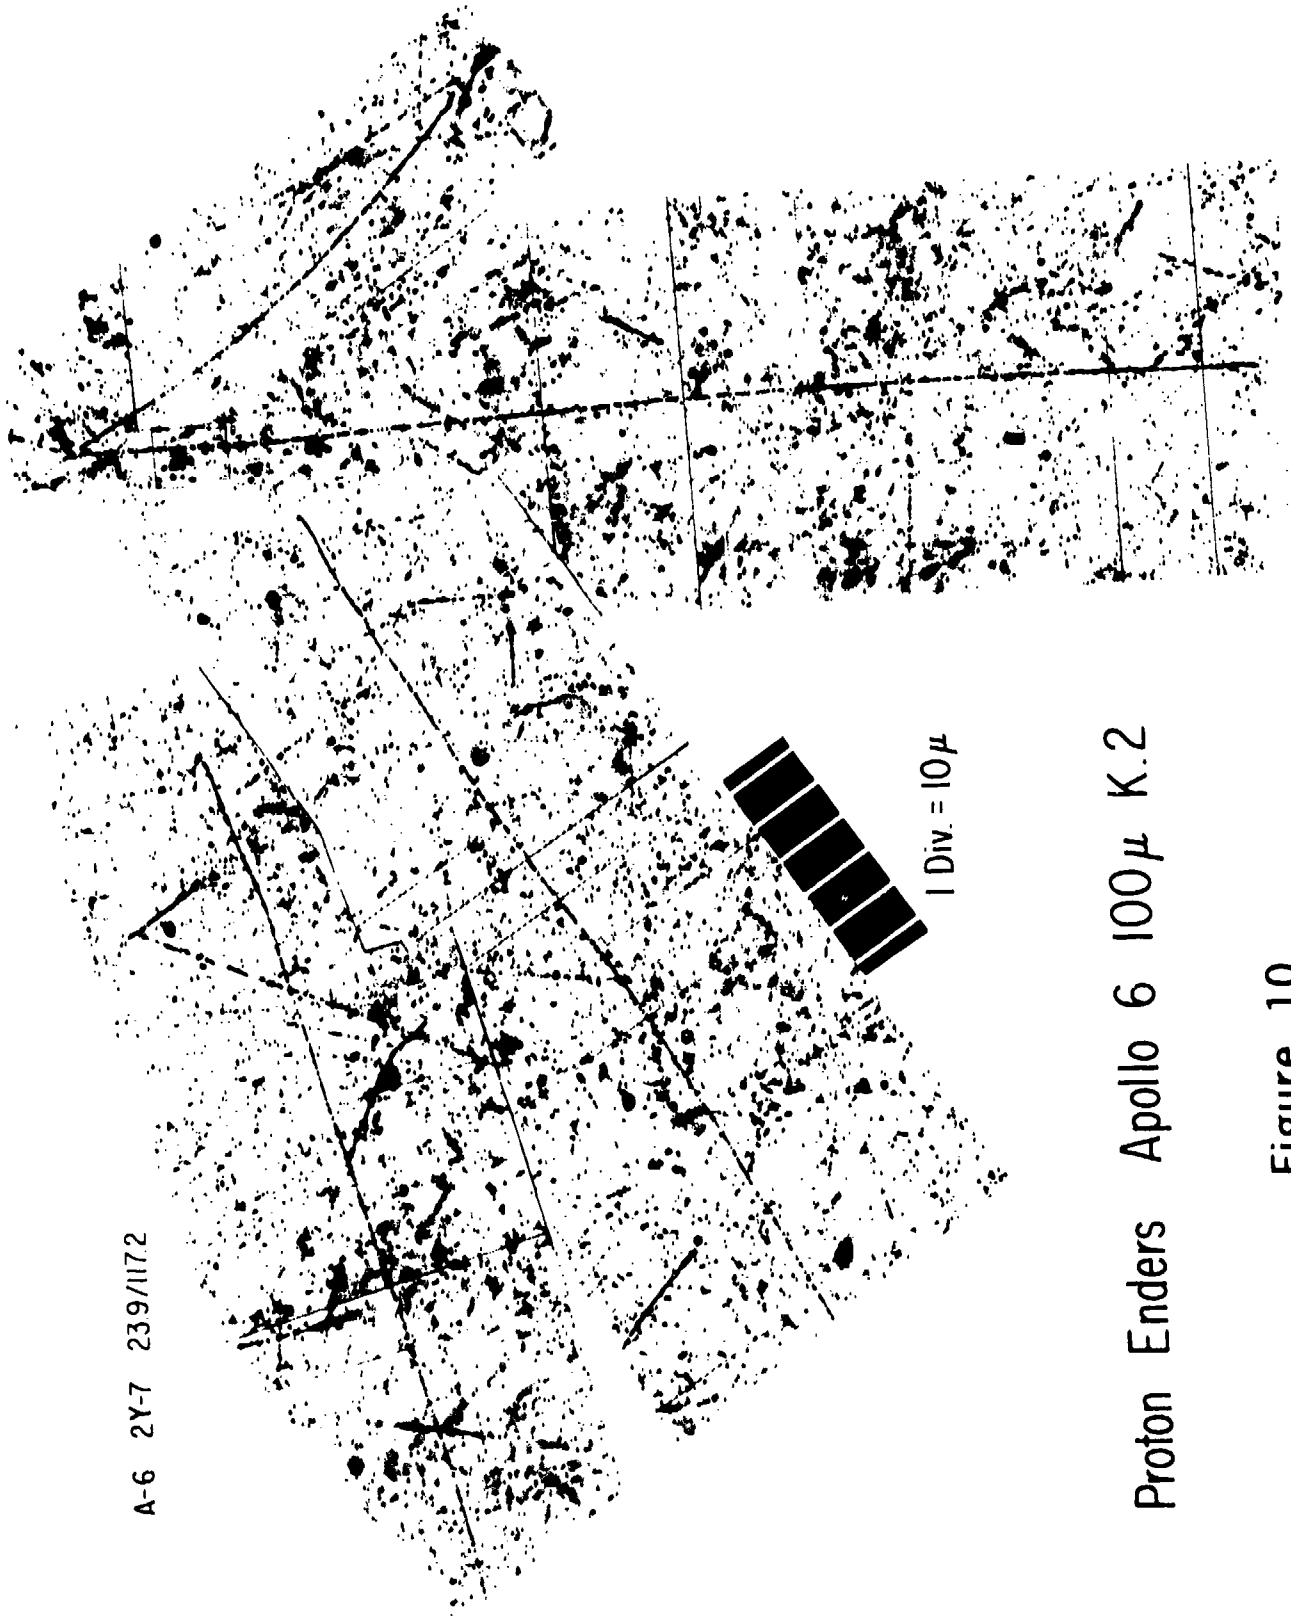 A-6 2Y-7 239/1172
1 Div. = 10μ
Proton Enders Apollo 6 100μ K.2
Figure 10